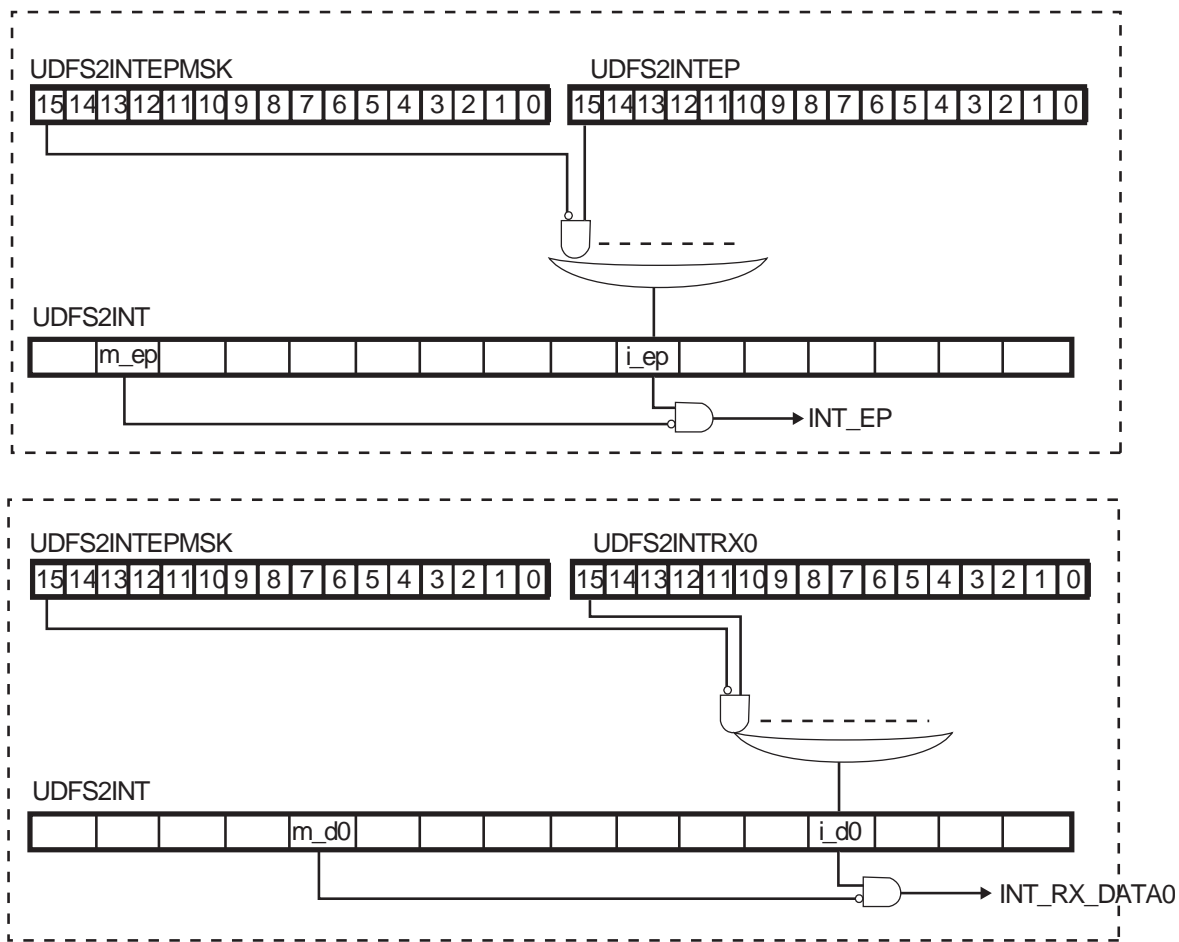 UDFS2INTEPMSK UDFS2INTEP
15 14 13 12 11 10 9 8 7 6 5 4 3 2 1 0 15 14 13 12 11 10 9 8 7 6 5 4 3 2 1 0
UDFS2INT
m_ep i_ep
INT_EP
UDFS2INTEPMSK UDFS2INTRX0
15 14 13 12 11 10 9 8 7 6 5 4 3 2 1 0 15 14 13 12 11 10 9 8 7 6 5 4 3 2 1 0
UDFS2INT
m_d0 i_d0
INT_RX_DATA0